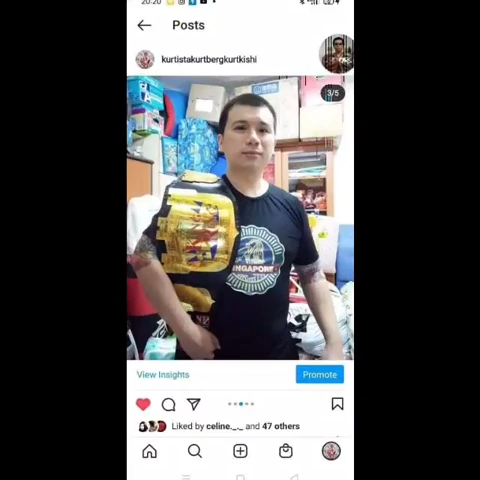 20:20
Posts
kurtistakurtbergkurtkishi
3/5
SINGAPORE
View Insights
Promote
Liked by celine._._ and 47 others